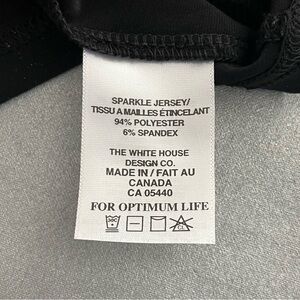 SPARKLE JERSEY/
TISSU A MAILLES ÉTINCELANT
94% POLYESTER
6% SPANDEX
THE WHITE HOUSE
DESIGN CO.
MADE IN / FAIT AU
CANADA
CA 05440
FOR OPTIMUM LIFE